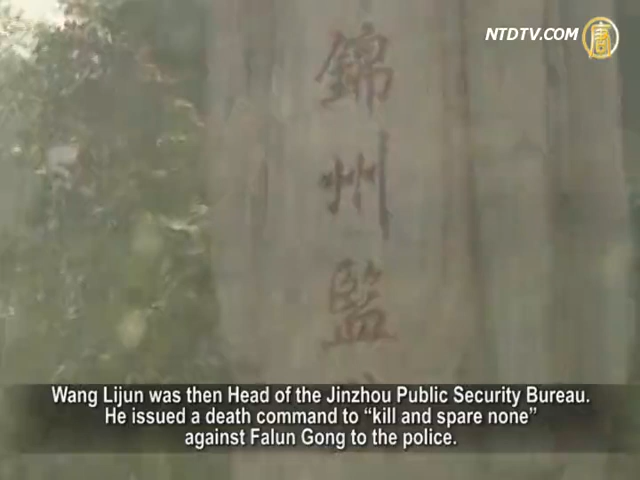 NTDTV.COM
唐
錦州監
Wang Lijun was then Head of the Jinzhou Public Security Bureau.
He issued a death command to “kill and spare none”
against Falun Gong to the police.